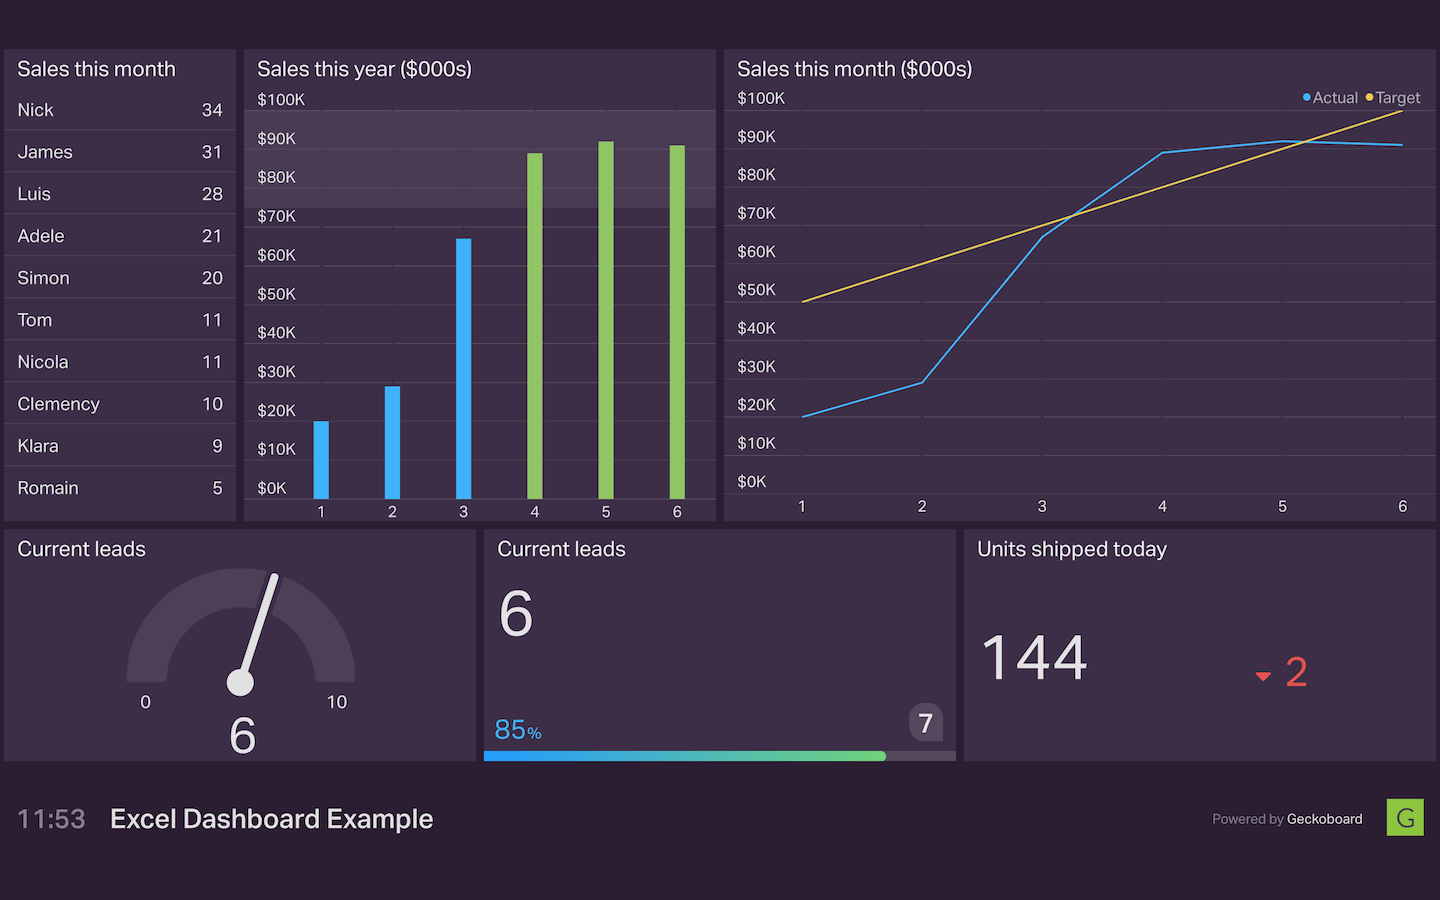 Sales this month
Nick 34
James 31
Luis 28
Adele 21
Simon 20
Tom 11
Nicola 11
Clemency 10
Klara 9
Romain 5
Sales this year ($000s)
$100K
$90K
$80K
$70K
$60K
$50K
$40K
$30K
$20K
$10K
$0K
1 2 3 4 5 6
Sales this month ($000s)
Actual Target
$100K
$90K
$80K
$70K
$60K
$50K
$40K
$30K
$20K
$10K
$0K
1 2 3 4 5 6
Current leads
0 10
6
Current leads
6
85% 7
Units shipped today
144 2
11:53 Excel Dashboard Example
Powered by Geckoboard G